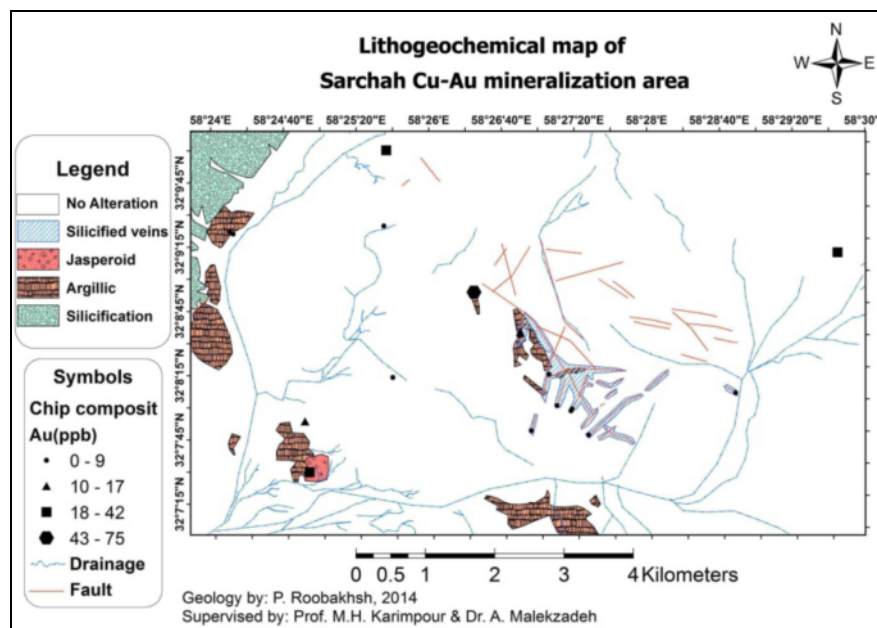 Lithogeochemical map of
Sarchah Cu-Au mineralization area
N
W E
S
58°24'E 58°24'40"E 58°25'20"E 58°26'E 58°26'40"E 58°27'20"E 58°28'E 58°28'40"E 58°29'20"E 58°30'
32°9'45"N
32°9'15"N
32°8'45"N
32°8'15"N
32°7'45"N
32°7'15"N
Legend
No Alteration
Silicified veins
Jasperoid
Argillic
Silicification
Symbols
Chip composit
Au(ppb)
0 - 9
10 - 17
18 - 42
43 - 75
Drainage
Fault
0 0.5 1 2 3 4 Kilometers
Geology by: P. Roobakhsh, 2014
Supervised by: Prof. M.H. Karimpour & Dr. A. Malekzadeh